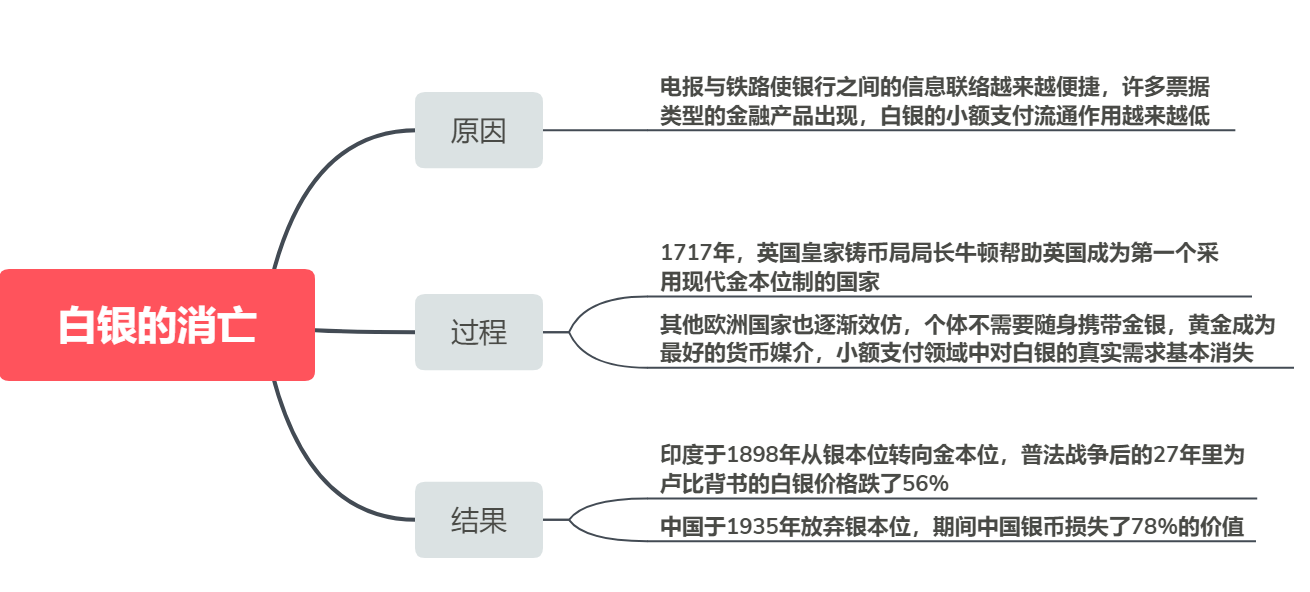 白银的消亡
原因
电报与铁路使银行之间的信息联络越来越便捷，许多票据
类型的金融产品出现，白银的小额支付流通作用越来越低
过程
1717年，英国皇家铸币局局长牛顿帮助英国成为第一个采
用现代金本位制的国家
其他欧洲国家也逐渐效仿，个体不需要随身携带金银，黄金成为
最好的货币媒介，小额支付领域中对白银的真实需求基本消失
结果
印度于1898年从银本位转向金本位，普法战争后的27年里为
卢比背书的白银价格跌了56%
中国于1935年放弃银本位，期间中国银币损失了78%的价值